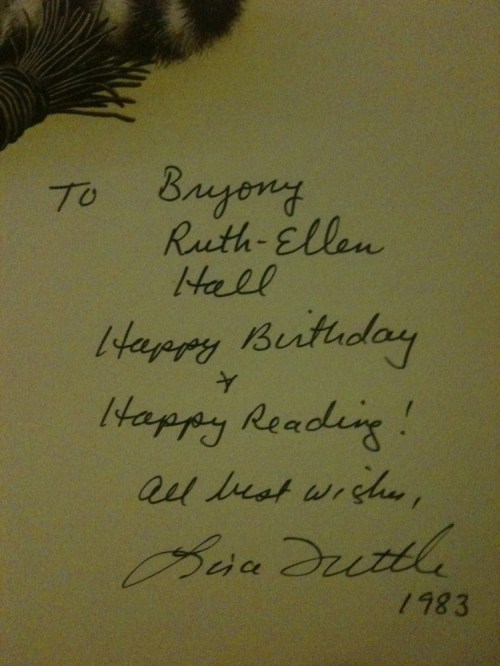 To Bryony
Ruth-Ellen
Hall
Happy Birthday
+
Happy Reading!
All best wishes,
Lisa Tuttle
1983